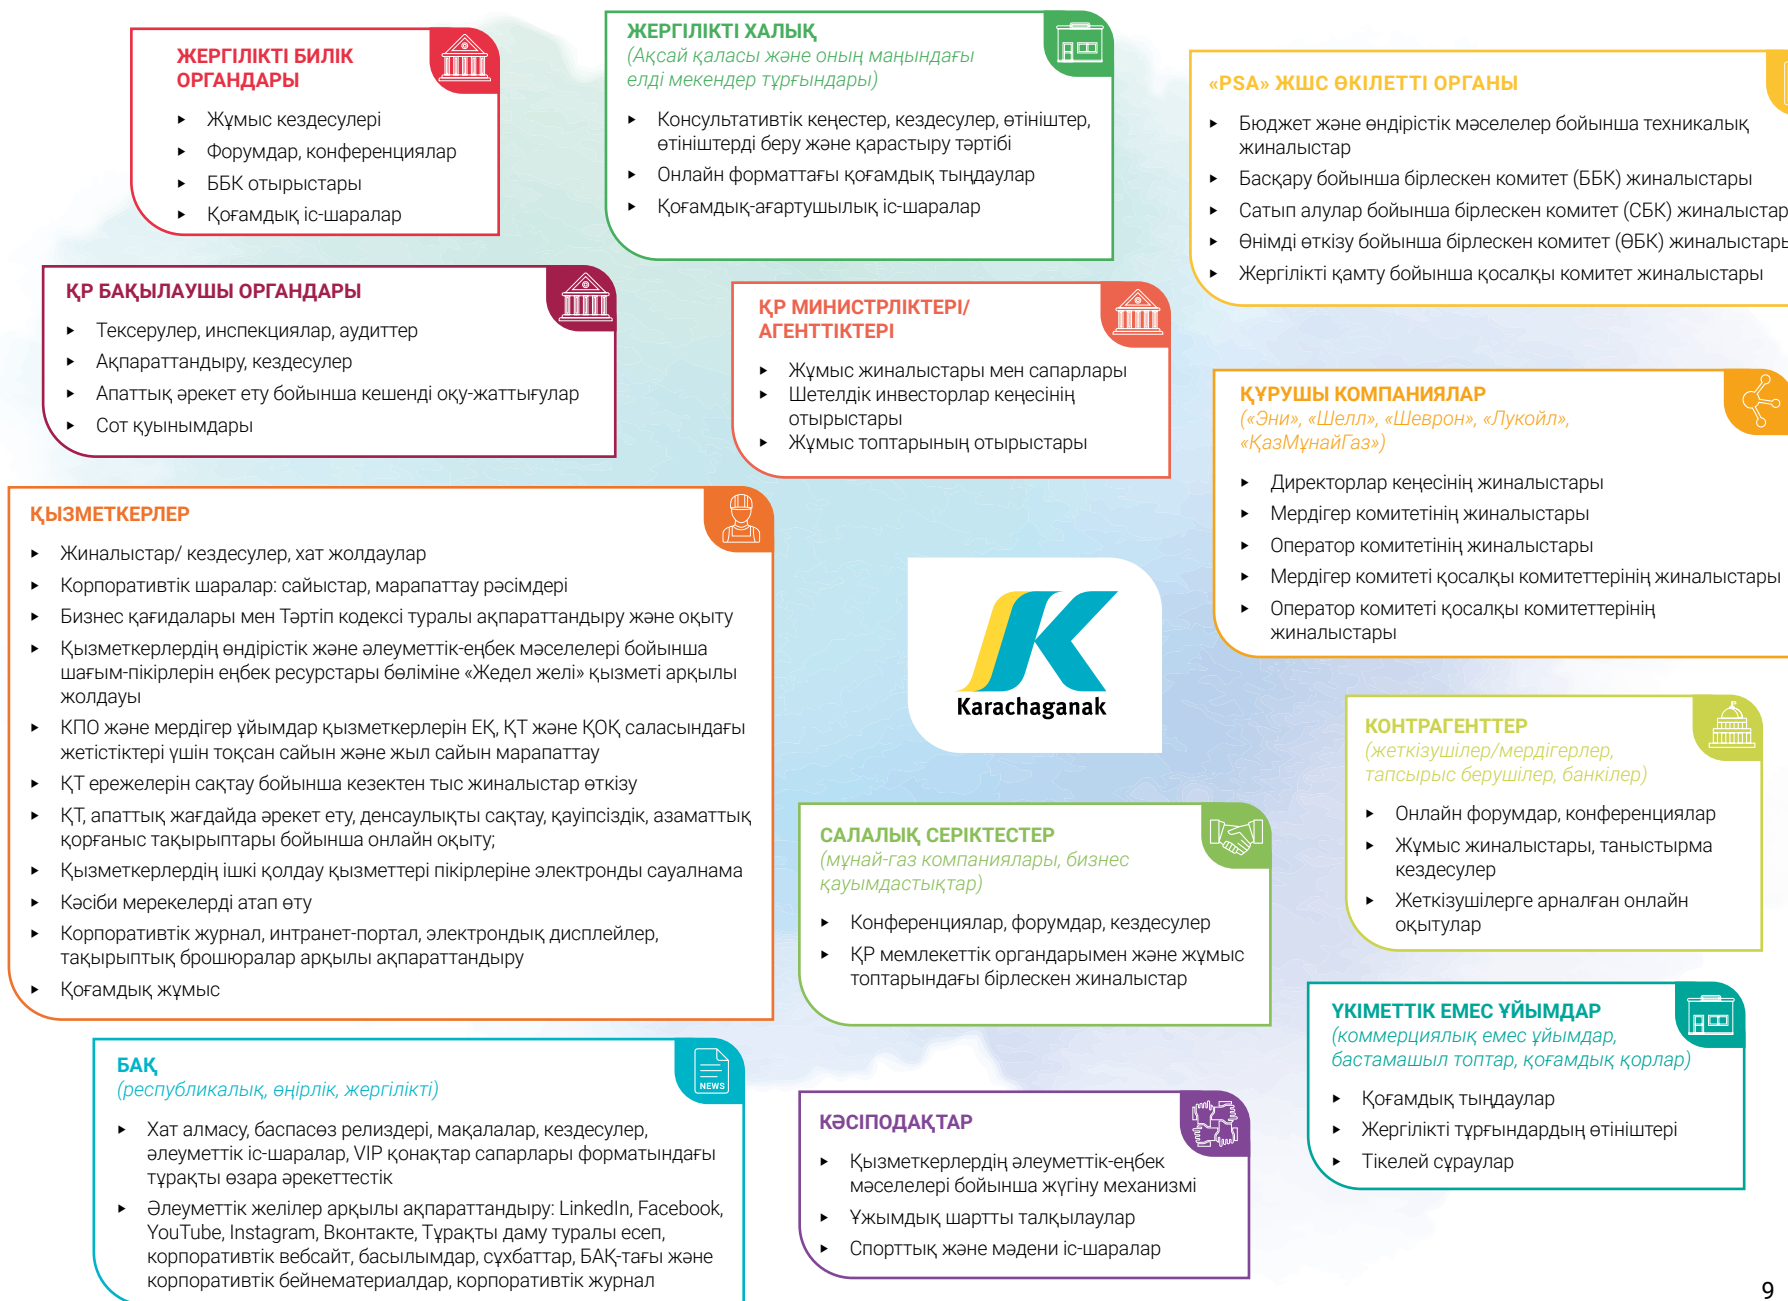 ЖЕРГІЛІКТІ БИЛІК
ОРГАНДАРЫ
▸ Жұмыс кездесулері
▸ Форумдар, конференциялар
▸ ББК отырыстары
▸ Қоғамдық іс-шаралар
ЖЕРГІЛІКТІ ХАЛЫҚ
(Ақсай қаласы және оның маңындағы
елді мекендер тұрғындары)
▸ Консультативтік кеңестер, кездесулер, өтініштер,
өтініштерді беру және қарастыру тәртібі
▸ Онлайн форматтағы қоғамдық тыңдаулар
▸ Қоғамдық-ағартушылық іс-шаралар
«PSA» ЖШС ӨКІЛЕТТІ ОРГАНЫ
▸ Бюджет және өндірістік мәселелер бойынша техникалық
жиналыстар
▸ Басқару бойынша бірлескен комитет (ББК) жиналыстары
▸ Сатып алулар бойынша бірлескен комитет (СБК) жиналыстар
▸ Өнімді өткізу бойынша бірлескен комитет (ӨБК) жиналыстары
▸ Жергілікті қамту бойынша қосалқы комитет жиналыстары
ҚР БАҚЫЛАУШЫ ОРГАНДАРЫ
▸ Тексерулер, инспекциялар, аудиттер
▸ Ақпараттандыру, кездесулер
▸ Апаттық әрекет ету бойынша кешенді оқу-жаттығулар
▸ Сот қуынымдары
ҚР МИНИСТРЛІКТЕРІ/
АГЕНТТІКТЕРІ
▸ Жұмыс жиналыстары мен сапарлары
▸ Шетелдік инвесторлар кеңесінің
отырыстары
▸ Жұмыс топтарының отырыстары
ҚҰРУШЫ КОМПАНИЯЛАР
(«Эни», «Шелл», «Шеврон», «Лукойл»,
«ҚазМұнайГаз»)
▸ Директорлар кеңесінің жиналыстары
▸ Мердігер комитетінің жиналыстары
▸ Оператор комитетінің жиналыстары
▸ Мердігер комитеті қосалқы комитеттерінің жиналыстары
▸ Оператор комитеті қосалқы комитеттерінің
жиналыстары
ҚЫЗМЕТКЕРЛЕР
▸ Жиналыстар/ кездесулер, хат жолдаулар
▸ Корпоративтік шаралар: сайыстар, марапаттау рәсімдері
▸ Бизнес қағидалары мен Тәртіп кодексі туралы ақпараттандыру және оқыту
▸ Қызметкерлердің өндірістік және әлеуметтік-еңбек мәселелері бойынша
шағым-пікірлерін еңбек ресурстары бөліміне «Жедел желі» қызметі арқылы
жолдауы
▸ КПО және мердігер ұйымдар қызметкерлерін ЕҚ, ҚТ және ҚОҚ саласындағы
жетістіктері үшін тоқсан сайын және жыл сайын марапаттау
▸ ҚТ ережелерін сақтау бойынша кезектен тыс жиналыстар өткізу
▸ ҚТ, апаттық жағдайда әрекет ету, денсаулықты сақтау, қауіпсіздік, азаматтық
қорғаныс тақырыптары бойынша онлайн оқыту;
▸ Қызметкерлердің ішкі қолдау қызметтері пікірлеріне электронды сауалнама
▸ Кәсіби мерекелерді атап өту
▸ Корпоративтік журнал, интранет-портал, электрондық дисплейлер,
тақырыптық брошюралар арқылы ақпараттандыру
▸ Қоғамдық жұмыс
Karachaganak
КОНТРАГЕНТТЕР
(жеткізушілер/мердігерлер,
тапсырыс берушілер, банкілер)
▸ Онлайн форумдар, конференциялар
▸ Жұмыс жиналыстары, таныстырма
кездесулер
▸ Жеткізушілерге арналған онлайн
оқытулар
САЛАЛЫҚ СЕРІКТЕСТЕР
(мұнай-газ компаниялары, бизнес
қауымдастықтар)
▸ Конференциялар, форумдар, кездесулер
▸ ҚР мемлекеттік органдарымен және жұмыс
топтарындағы бірлескен жиналыстар
ҮКІМЕТТІК ЕМЕС ҰЙЫМДАР
(коммерциялық емес ұйымдар,
бастамашыл топтар, қоғамдық қорлар)
▸ Қоғамдық тыңдаулар
▸ Жергілікті тұрғындардың өтініштері
▸ Тікелей сұраулар
БАҚ
(республикалық, өңірлік, жергілікті)
NEWS
▸ Хат алмасу, баспасөз релиздері, мақалалар, кездесулер,
әлеуметтік іс-шаралар, VIP қонақтар сапарлары форматындағы
тұрақты өзара әрекеттестік
▸ Әлеуметтік желілер арқылы ақпараттандыру: LinkedIn, Facebook,
YouTube, Instagram, Вконтакте, Тұрақты даму туралы есеп,
корпоративтік вебсайт, басылымдар, сұхбаттар, БАҚ-тағы және
корпоративтік бейнематериалдар, корпоративтік журнал
КӘСІПОДАҚТАР
▸ Қызметкерлердің әлеуметтік-еңбек
мәселелері бойынша жүгіну механизмі
▸ Ұжымдық шартты талқылаулар
▸ Спорттық және мәдени іс-шаралар
9